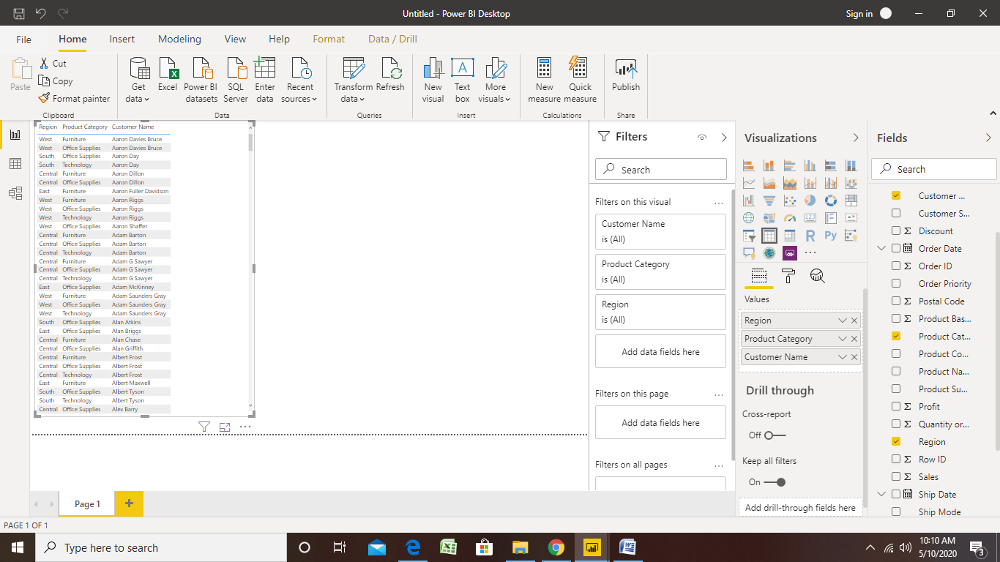 Untitled - Power BI Desktop
Sign in
File Home Insert Modeling View Help Format Data / Drill
Paste
Cut
Copy
Format painter
Clipboard
Get data
Excel
Power BI datasets
SQL Server
Enter data
Recent sources
Data
Transform data
Refresh
Queries
New visual
Text box
More visuals
Insert
New measure
Quick measure
Calculations
Publish
Share
Region Product Category Customer Name
West Furniture Aaron Davies Bruce
West Office Supplies Aaron Davies Bruce
South Office Supplies Aaron Day
South Technology Aaron Day
Central Furniture Aaron Dillon
Central Office Supplies Aaron Dillon
East Furniture Aaron Fuller Davidson
West Furniture Aaron Riggs
West Office Supplies Aaron Riggs
West Technology Aaron Riggs
West Office Supplies Aaron Shaffer
Central Furniture Adam Barton
Central Office Supplies Adam Barton
Central Technology Adam Barton
Central Furniture Adam G Sawyer
Central Office Supplies Adam G Sawyer
Central Technology Adam G Sawyer
East Office Supplies Adam McKinney
West Furniture Adam Saunders Gray
West Office Supplies Adam Saunders Gray
West Technology Adam Saunders Gray
South Office Supplies Alan Atkins
East Office Supplies Alan Briggs
Central Furniture Alan Chase
Central Office Supplies Alan Griffith
Central Furniture Albert Frost
Central Office Supplies Albert Frost
Central Technology Albert Frost
East Furniture Albert Maxwell
South Office Supplies Albert Tyson
South Technology Albert Tyson
Central Office Supplies Alex Barry
Filters
Search
Filters on this visual ...
Customer Name
is (All)
Product Category
is (All)
Region
is (All)
Add data fields here
Filters on this page ...
Add data fields here
Filters on all pages ...
Visualizations
R Py
123
...
Values
Region
Product Category
Customer Name
Drill through
Cross-report
Off
Keep all filters
On
Add drill-through fields here
Fields
Search
Customer ...
Customer S...
Σ Discount
Order Date
Σ Order ID
Order Priority
Σ Postal Code
Σ Product Bas...
Product Cat...
Product Co...
Product Na...
Product Su...
Σ Profit
Σ Quantity or...
Region
Σ Row ID
Σ Sales
Ship Date
Ship Mode
Page 1
PAGE 1 OF 1
Type here to search
10:10 AM
5/10/2020
3